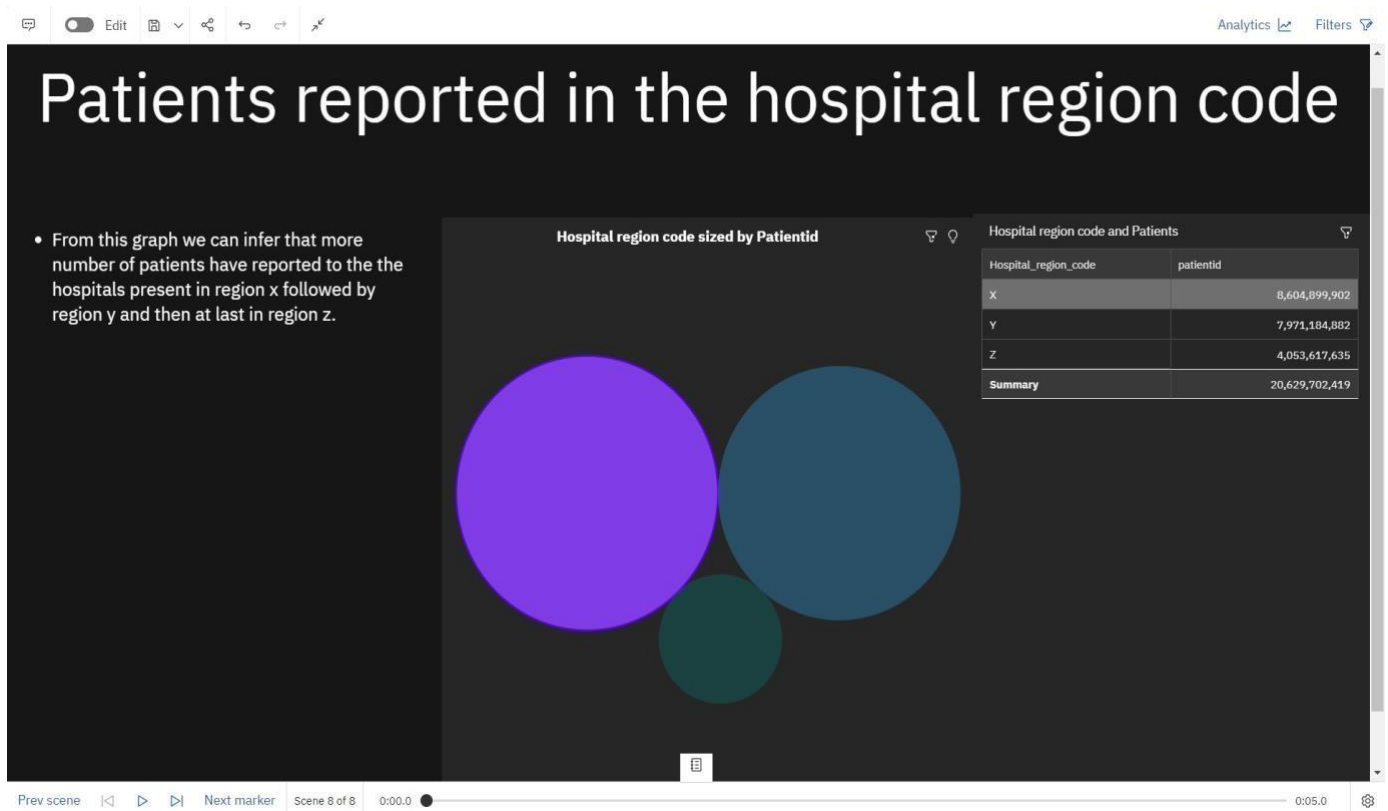 Edit
Analytics
Filters
Patients reported in the hospital region code
• From this graph we can infer that more
number of patients have reported to the the
hospitals present in region x followed by
region y and then at last in region z.
Hospital region code sized by Patientid
Hospital region code and Patients
Hospital_region_code patientid
X 8,604,899,902
Y 7,971,184,882
Z 4,053,617,635
Summary 20,629,702,419
Prev scene Next marker Scene 8 of 8 0:00.0 0:05.0